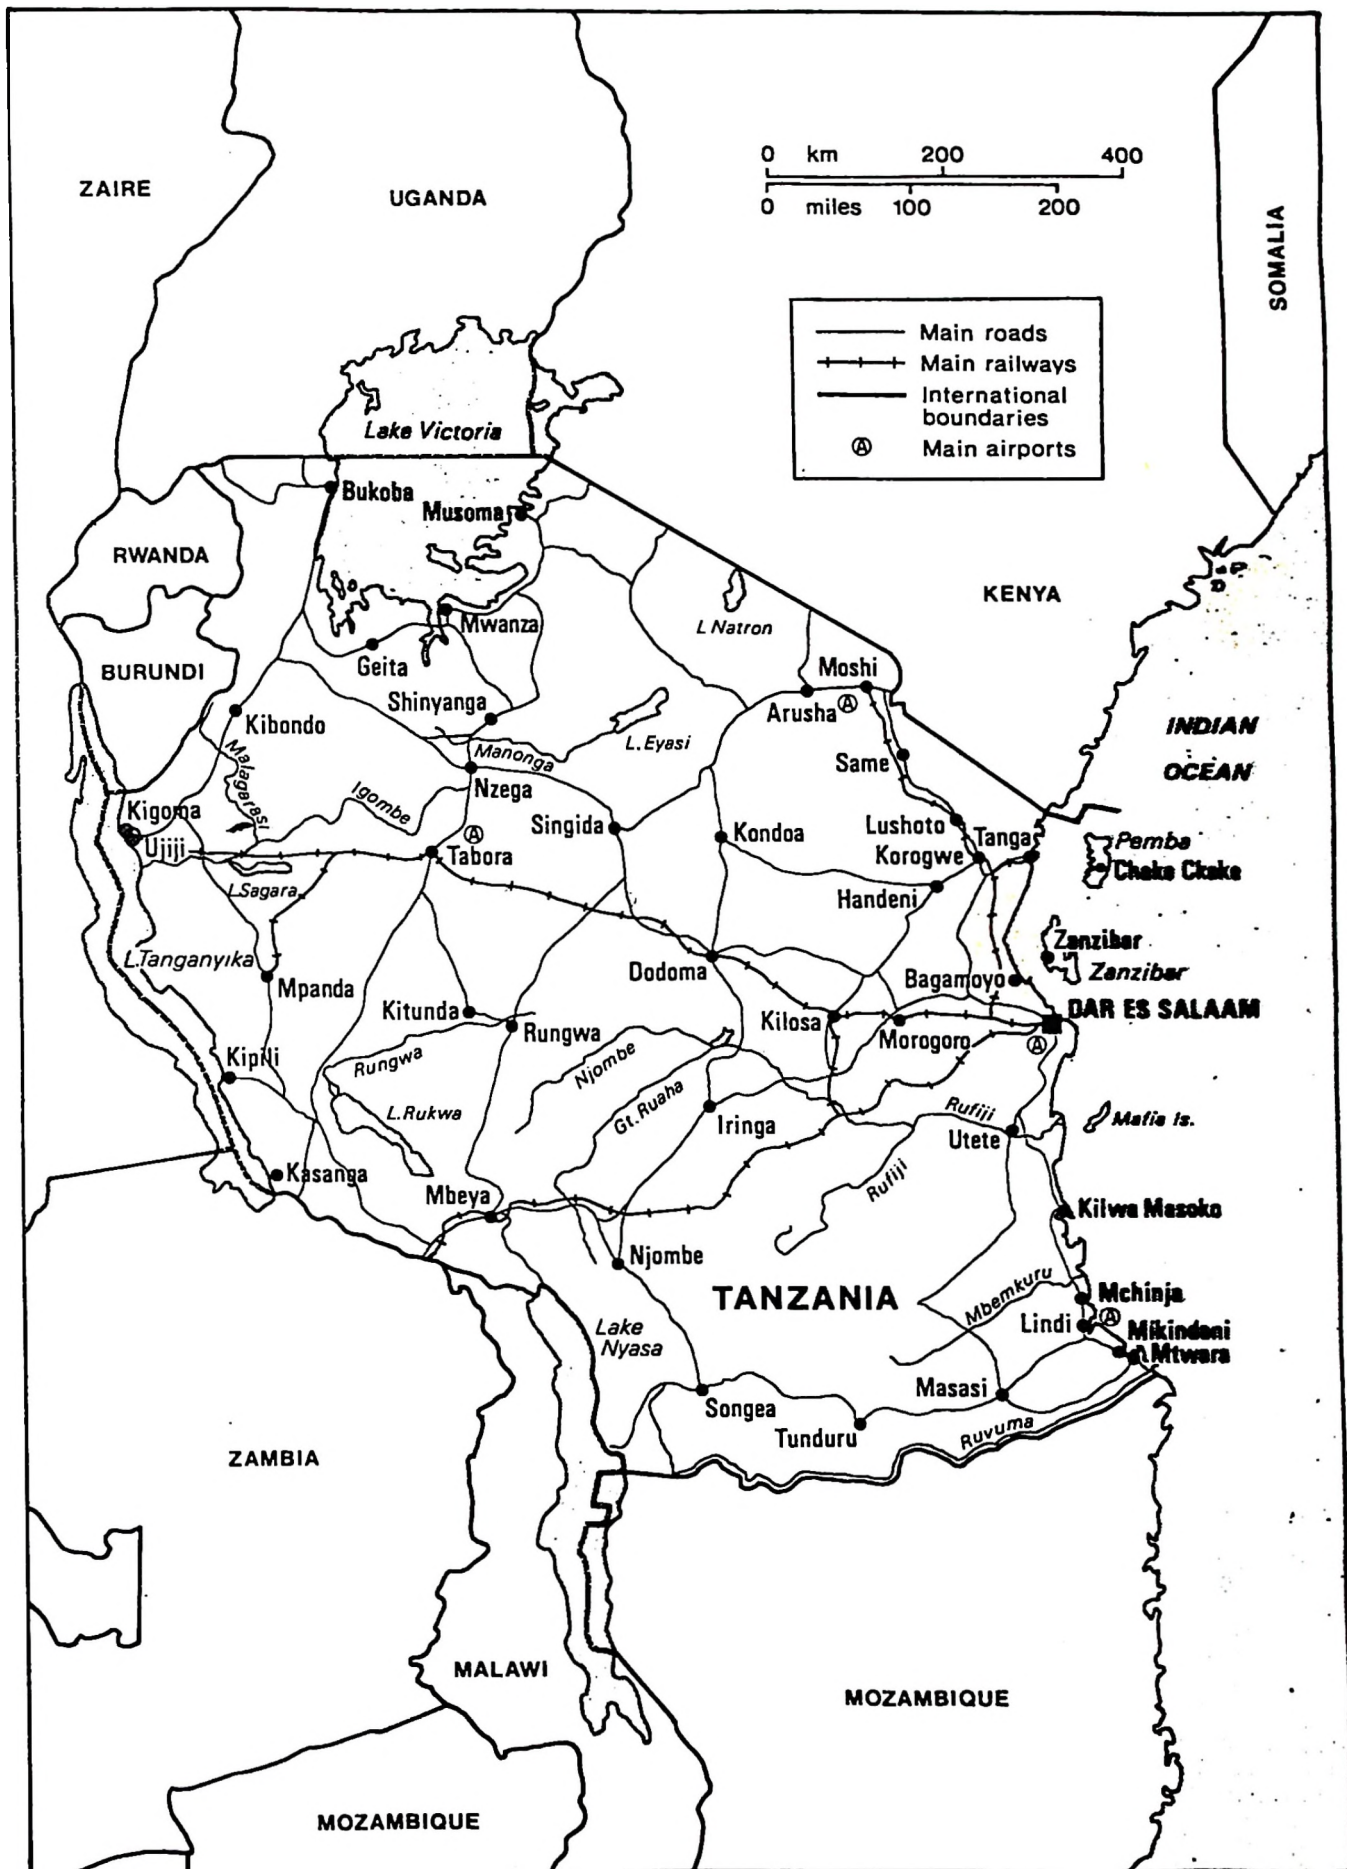 0 km 200 400
0 miles 100 200
ZAIRE
UGANDA
SOMALIA
Main roads
Main railways
International
boundaries
Ⓐ Main airports
Lake Victoria
Bukoba
Musoma
RWANDA
KENYA
Mwanza
L Natron
Geita
BURUNDI
Moshi
Shinyanga
Arusha Ⓐ
Kibondo
L.Eyasi
INDIAN
OCEAN
Manonga
Same
Malagarasi
Nzega
Igombe
Kigoma
Singida
Kondoa
Lushoto
Tanga
Ujiji
Ⓐ
Tabora
Korogwe
Pemba
Chake Ckake
L.Sagara
Handeni
Zanzibar
L.Tanganyika
Dodoma
Bagamoyo
Zanzibar
Mpanda
Kitunda
Rungwa
Kilosa
Morogoro
DAR ES SALAAM
Ⓐ
Kipili
Rungwa
Njombe
L.Rukwa
Gt.Ruaha
Iringa
Rufiji
Utete
Mafia Is.
Kasanga
Rufiji
Mbeya
Kilwa Masoko
Njombe
TANZANIA
Mbemkuru
Mchinja
Lake
Nyasa
Lindi
Ⓐ
Mikindani
Mtwara
Masasi
Songea
Tunduru
Ruvuma
ZAMBIA
MALAWI
MOZAMBIQUE
MOZAMBIQUE